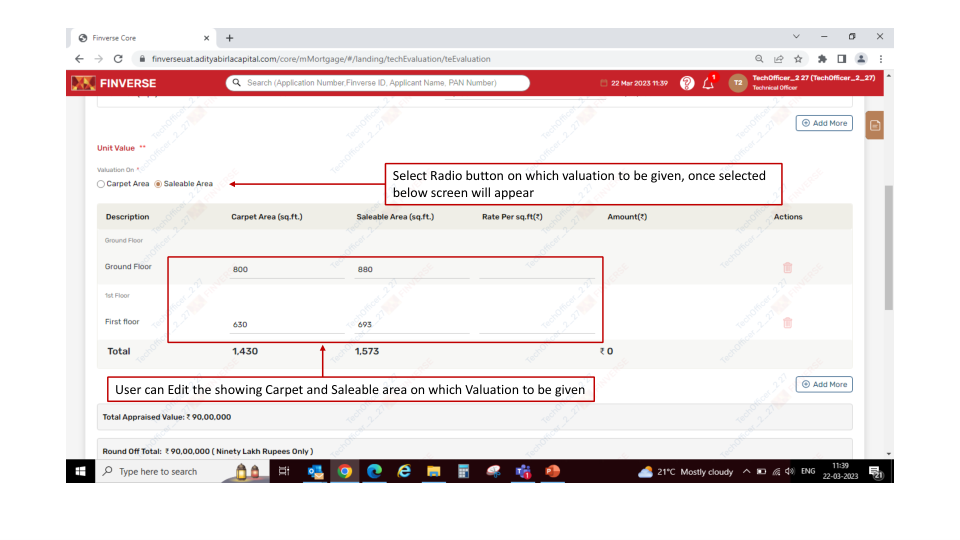 Finverse Core
finverseuat.adityabirlacapital.com/core/mMortgage/#/landing/techEvaluation/teEvaluation
FINVERSE
Search (Application Number,Finverse ID, Applicant Name, PAN Number)
22 Mar 2023 11:39
1
T2
TechOfficer_2 27 (TechOfficer_2_27)
Technical Officer
Add More
Unit Value **
Valuation On *
Carpet Area Saleable Area
Select Radio button on which valuation to be given, once selected
below screen will appear
Description Carpet Area (sq.ft.) Saleable Area (sq.ft.) Rate Per sq.ft(₹) Amount(₹) Actions
Ground Floor
Ground Floor 800 880
1st Floor
First floor 630 693
Total 1,430 1,573 ₹ 0
User can Edit the showing Carpet and Saleable area on which Valuation to be given
Add More
Total Appraised Value: ₹ 90,00,000
Round Off Total: ₹ 90,00,000 ( Ninety Lakh Rupees Only )
Type here to search
21°C Mostly cloudy
ENG
11:39
22-03-2023
21